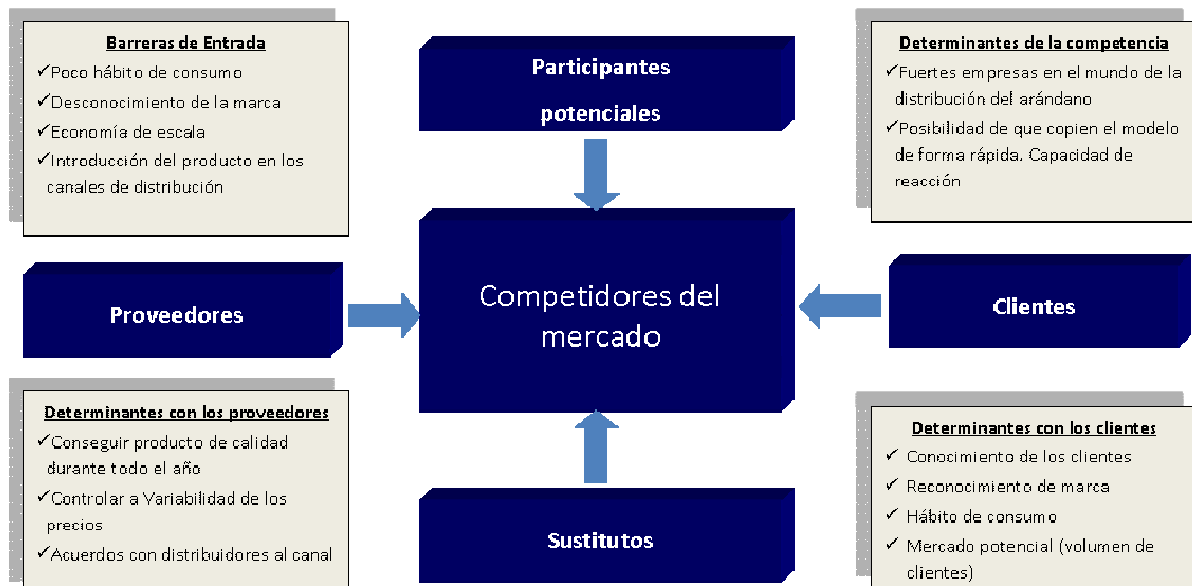 Barreras de Entrada
✓Poco hábito de consumo
✓Desconocimiento de la marca
✓Economía de escala
✓Introducción del producto en los
canales de distribución
Participantes
potenciales
Determinantes de la competencia
✓Fuertes empresas en el mundo de la
distribución del arándano
✓Posibilidad de que copien el modelo
de forma rápida. Capacidad de
reacción
Proveedores
Competidores del
mercado
Clientes
Determinantes con los proveedores
✓Conseguir producto de calidad
durante todo el año
✓Controlar a Variabilidad de los
precios
✓Acuerdos con distribuidores al canal
Sustitutos
Determinantes con los clientes
✓ Conocimiento de los clientes
✓ Reconocimiento de marca
✓ Hábito de consumo
✓ Mercado potencial (volumen de
clientes)